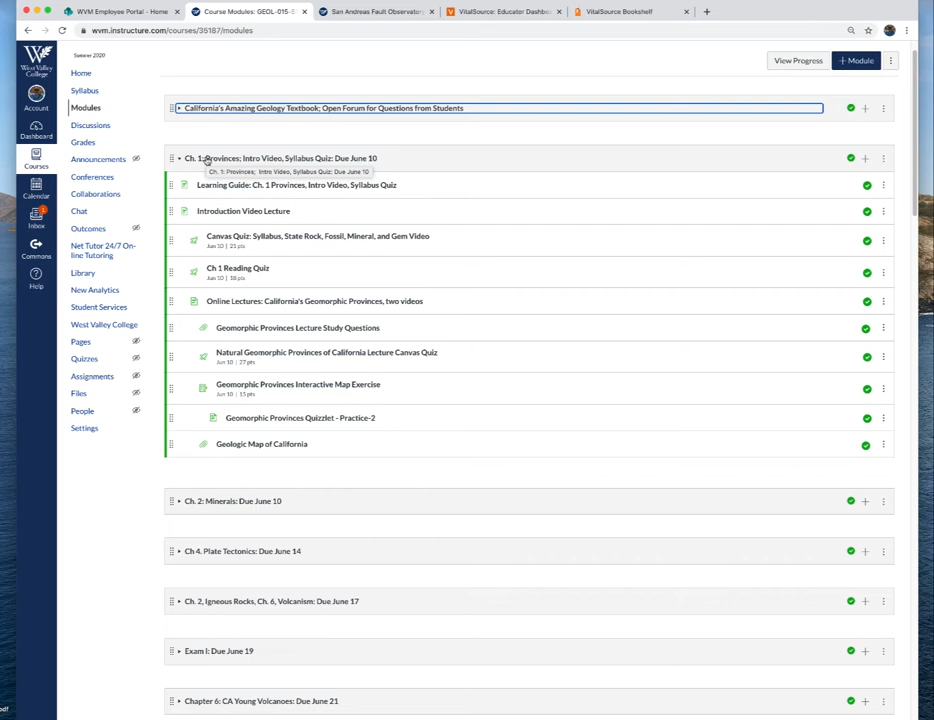 WVM Employee Portal - Home
Course Modules: GEOL-015-E
San Andreas Fault Observatory
VitalSource: Educator Dashbo
VitalSource Bookshelf
wvm.instructure.com/courses/35187/modules
West Valley College
Account
Dashboard
Courses
Calendar
1
Inbox
Commons
Help
Summer 2020
Home
Syllabus
Modules
Discussions
Grades
Announcements
Conferences
Collaborations
Chat
Outcomes
Net Tutor 24/7 On-
line Tutoring
Library
New Analytics
Student Services
West Valley College
Pages
Quizzes
Assignments
Files
People
Settings
View Progress
+ Module
California's Amazing Geology Textbook; Open Forum for Questions from Students
Ch. 1: Provinces; Intro Video, Syllabus Quiz: Due June 10
Ch. 1: Provinces; Intro Video, Syllabus Quiz: Due June 10
Learning Guide: Ch. 1 Provinces, Intro Video, Syllabus Quiz
Introduction Video Lecture
Canvas Quiz: Syllabus, State Rock, Fossil, Mineral, and Gem Video
Jun 10 | 21 pts
Ch 1 Reading Quiz
Jun 10 | 18 pts
Online Lectures: California's Geomorphic Provinces, two videos
Geomorphic Provinces Lecture Study Questions
Natural Geomorphic Provinces of California Lecture Canvas Quiz
Jun 10 | 27 pts
Geomorphic Provinces Interactive Map Exercise
Jun 10 | 15 pts
Geomorphic Provinces Quizzlet - Practice-2
Geologic Map of California
Ch. 2: Minerals: Due June 10
Ch 4. Plate Tectonics: Due June 14
Ch. 2, Igneous Rocks, Ch. 6, Volcanism: Due June 17
Exam I: Due June 19
Chapter 6: CA Young Volcanoes: Due June 21
pdf